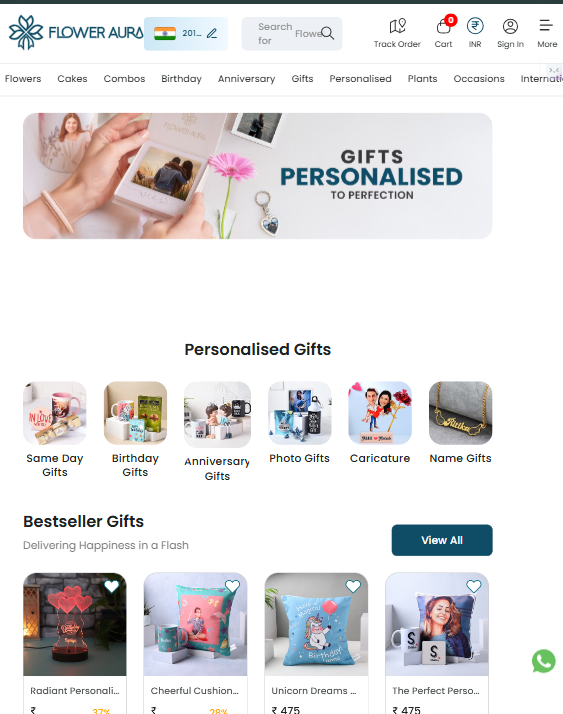 FLOWER AURA
201...
Search for
Flowe
0
Track Order
Cart
INR
Sign In
More
Flowers
Cakes
Combos
Birthday
Anniversary
Gifts
Personalised
Plants
Occasions
Internati
GIFTS
PERSONALISED
TO PERFECTION
Personalised Gifts
Same Day Gifts
Birthday Gifts
Anniversary Gifts
Photo Gifts
Caricature
Name Gifts
Bestseller Gifts
Delivering Happiness in a Flash
View All
Radiant Personali...
Cheerful Cushion...
Unicorn Dreams ...
The Perfect Perso...
₹
37%
₹
28%
₹ 475
₹ 475